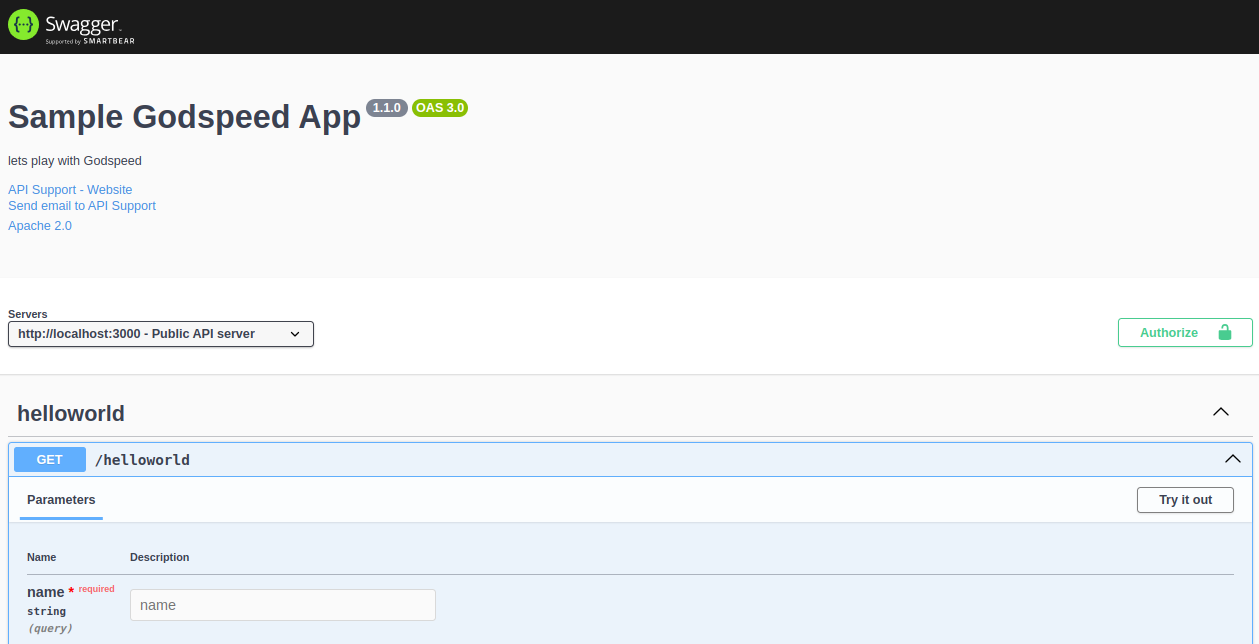 {···} Swagger.
Supported by SMARTBEAR
Sample Godspeed App 1.1.0 OAS 3.0
lets play with Godspeed
API Support - Website
Send email to API Support
Apache 2.0
Servers
http://localhost:3000 - Public API server
Authorize
helloworld
GET /helloworld
Parameters
Try it out
Name Description
name * required
name
string
(query)